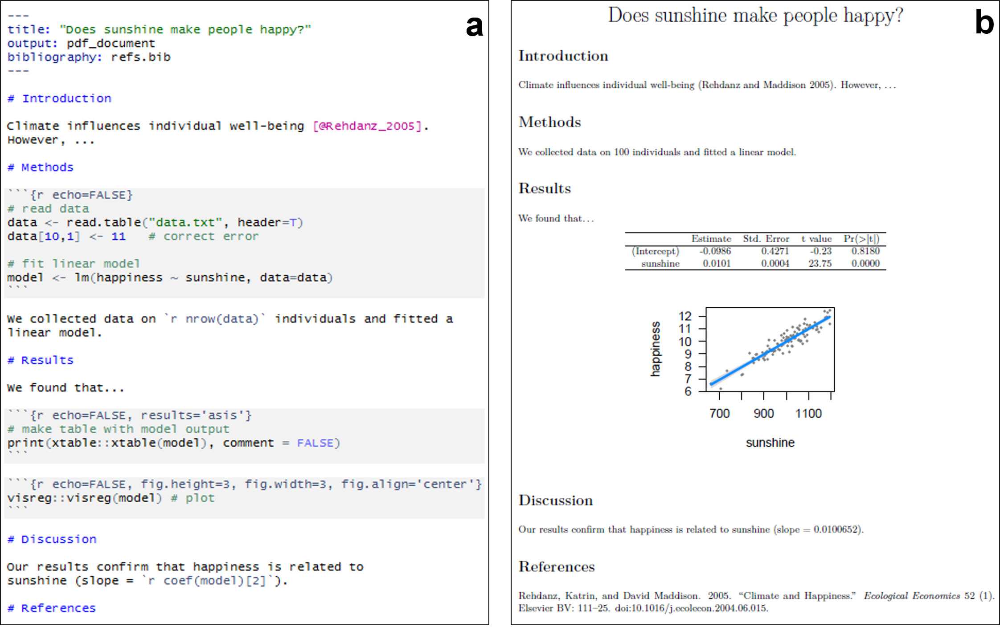 a
---
title: "Does sunshine make people happy?"
output: pdf_document
bibliography: refs.bib
---
# Introduction
Climate influences individual well-being [@Rehdanz_2005].
However, ...
# Methods
```{r echo=FALSE}
# read data
data <- read.table("data.txt", header=T)
data[10,1] <- 11   # correct error
# fit linear model
model <- lm(happiness ~ sunshine, data=data)
```
We collected data on `r nrow(data)` individuals and fitted a
linear model.
# Results
We found that...
```{r echo=FALSE, results='asis'}
# make table with model output
print(xtable::xtable(model), comment = FALSE)
```
```{r echo=FALSE, fig.height=3, fig.width=3, fig.align='center'}
visreg::visreg(model) # plot
```
# Discussion
Our results confirm that happiness is related to
sunshine (slope = `r coef(model)[2]`).
# References
b
Does sunshine make people happy?
Introduction
Climate influences individual well-being (Rehdanz and Maddison 2005). However, ...
Methods
We collected data on 100 individuals and fitted a linear model.
Results
We found that...
Estimate Std. Error t value Pr(>|t|)
(Intercept) -0.0986 0.4271 -0.23 0.8180
sunshine 0.0101 0.0004 23.75 0.0000
happiness
12
11
10
9
8
7
6
700 900 1100
sunshine
Discussion
Our results confirm that happiness is related to sunshine (slope = 0.0100652).
References
Rehdanz, Katrin, and David Maddison. 2005. “Climate and Happiness.” Ecological Economics 52 (1).
Elsevier BV: 111–25. doi:10.1016/j.ecolecon.2004.06.015.